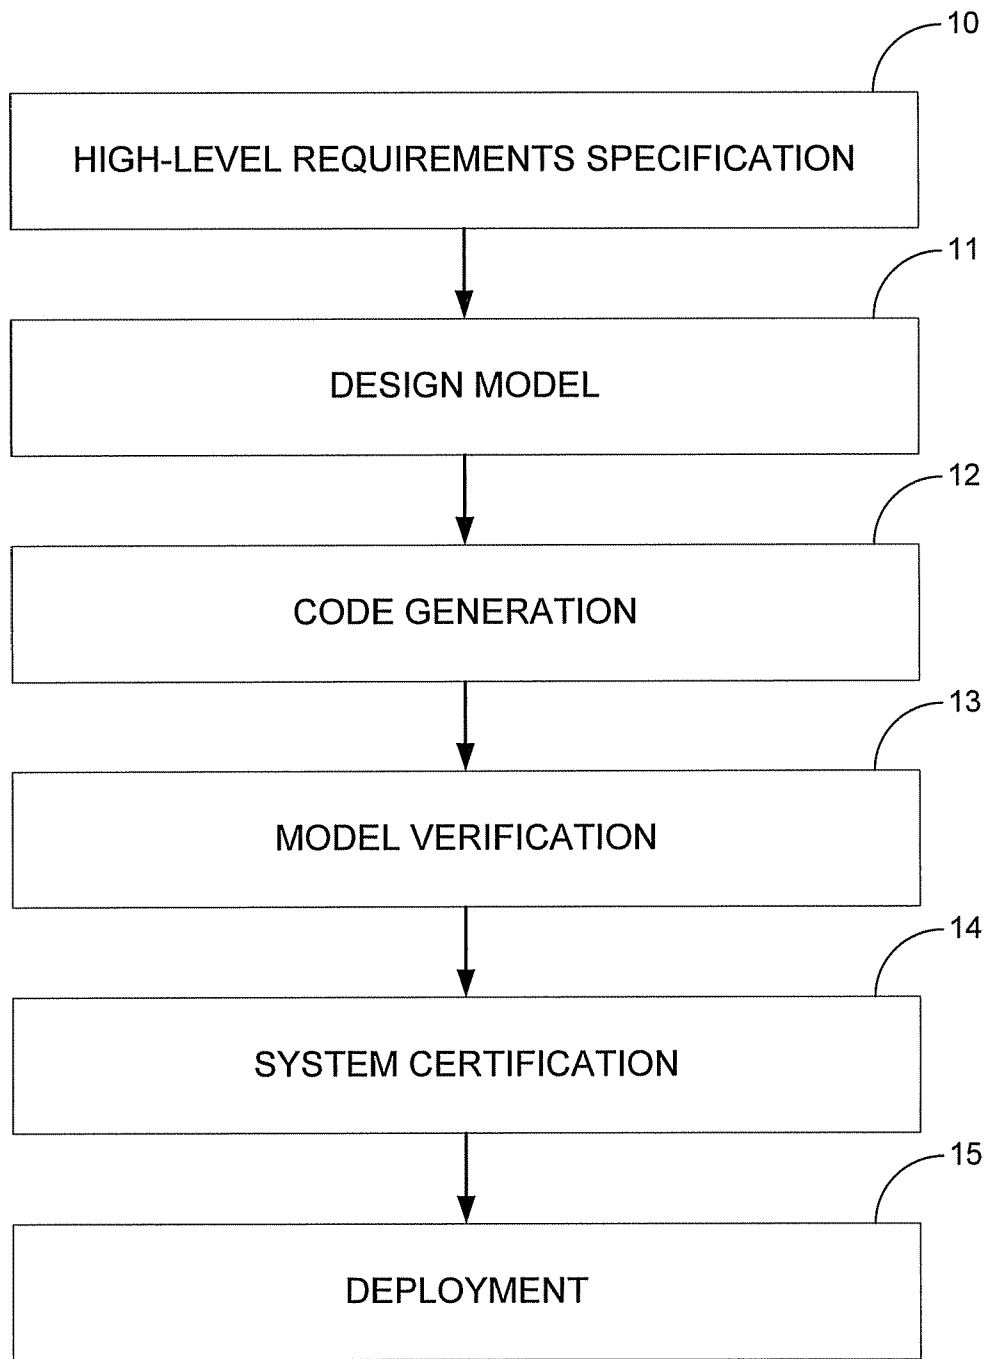 10
HIGH-LEVEL REQUIREMENTS SPECIFICATION
11
DESIGN MODEL
12
CODE GENERATION
13
MODEL VERIFICATION
14
SYSTEM CERTIFICATION
15
DEPLOYMENT